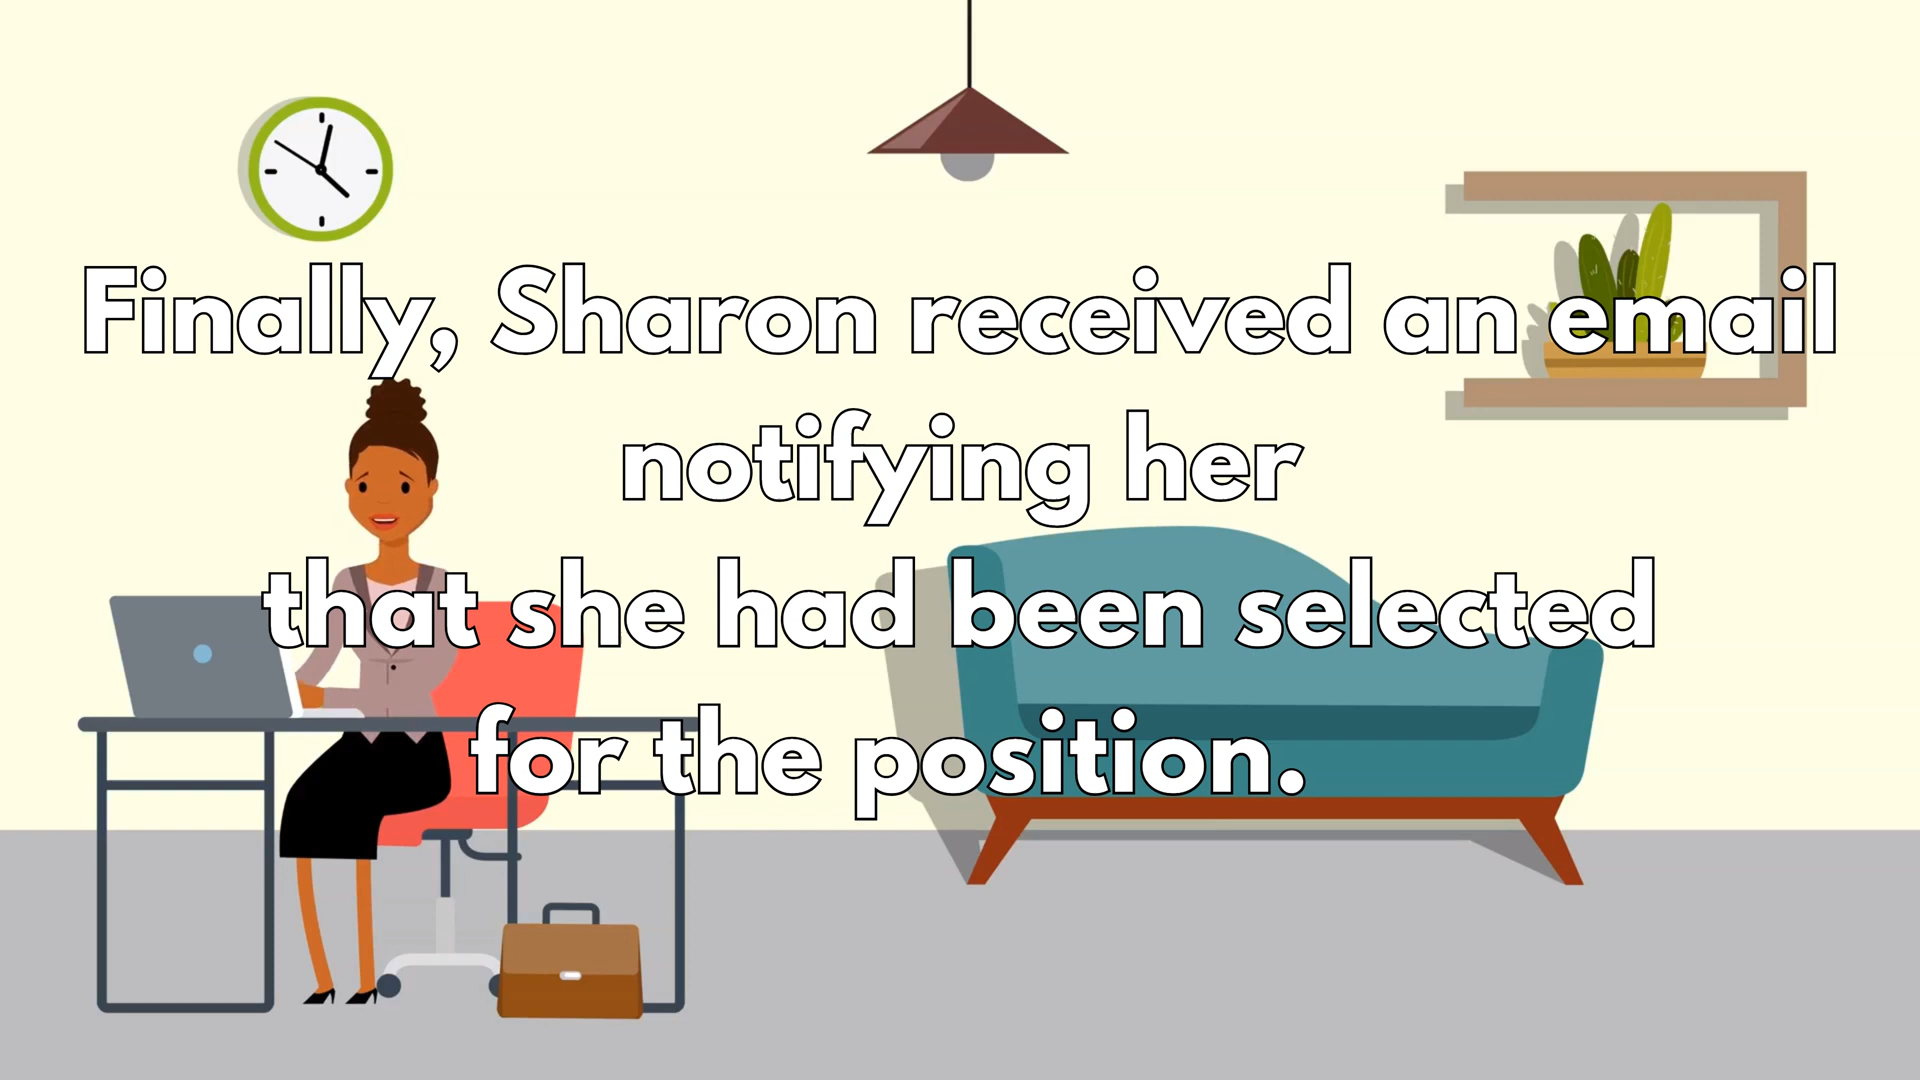 Finally, Sharon received an email
notifying her
that she had been selected
for the position.